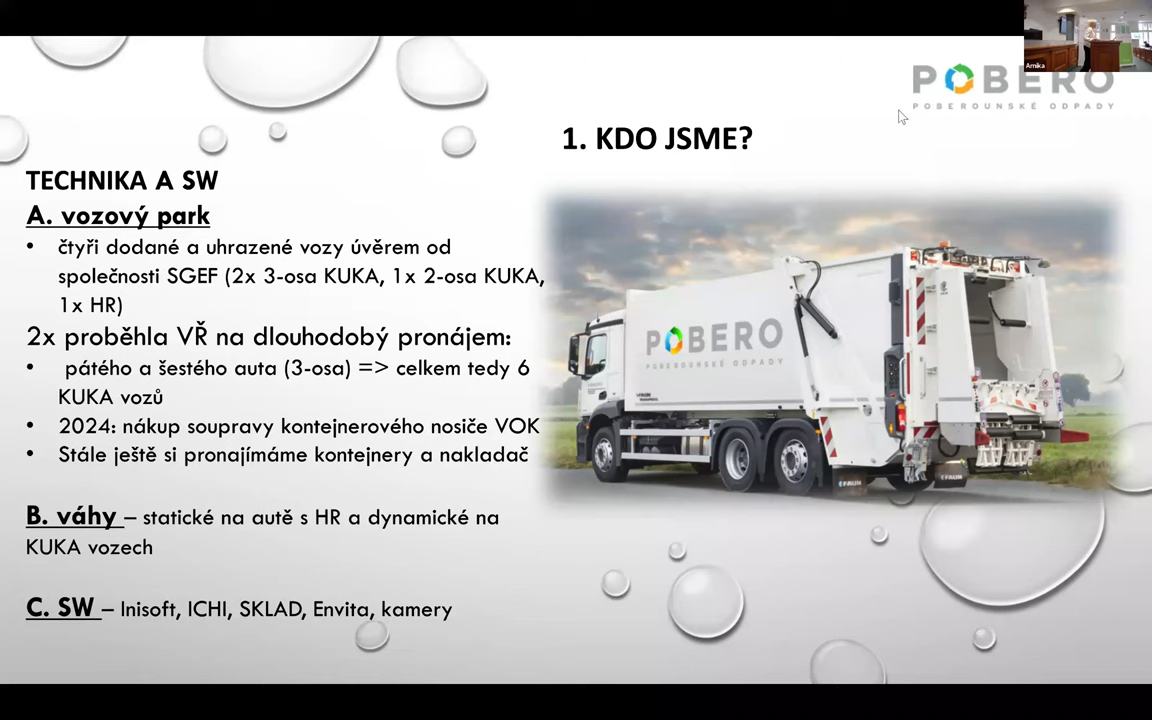 Arnika
POBERO
POBEROUNSKÉ ODPADY
1. KDO JSME?
TECHNIKA A SW
A. vozový park
• čtyři dodané a uhrazené vozy úvěrem od
společnosti SGEF (2x 3-osa KUKA, 1x 2-osa KUKA,
1x HR)
2x proběhla VŘ na dlouhodobý pronájem:
• pátého a šestého auta (3-osa) => celkem tedy 6
KUKA vozů
• 2024: nákup soupravy kontejnerového nosiče VOK
• Stále ještě si pronajímáme kontejnery a nakladač
B. váhy – statické na autě s HR a dynamické na
KUKA vozech
C. SW – Inisoft, ICHI, SKLAD, Envita, kamery
POBERO
POBEROUNSKÉ ODPADY
FAUN
FAUN